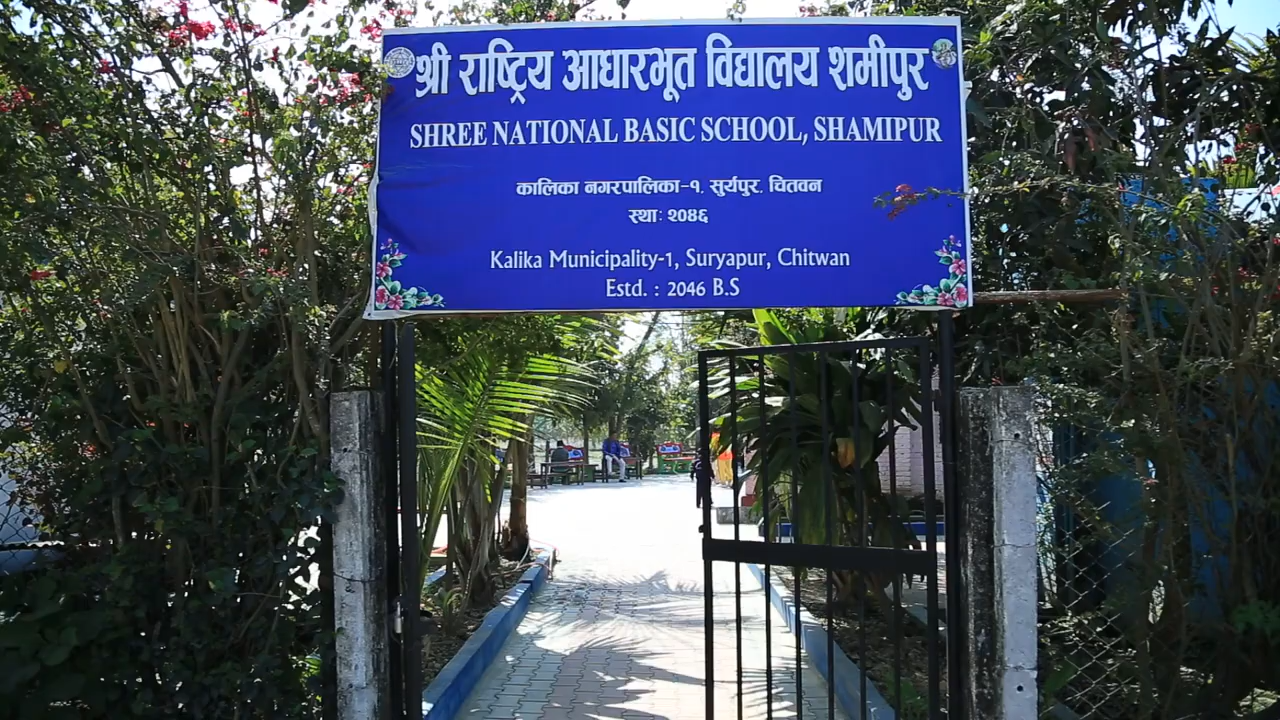 श्री राष्ट्रिय आधारभूत विद्यालय शमीपुर
SHREE NATIONAL BASIC SCHOOL, SHAMIPUR
कालिका नगरपालिका-१, सुर्यपुर, चितवन
स्था: २०४६
Kalika Municipality-1, Suryapur, Chitwan
Estd. : 2046 B.S